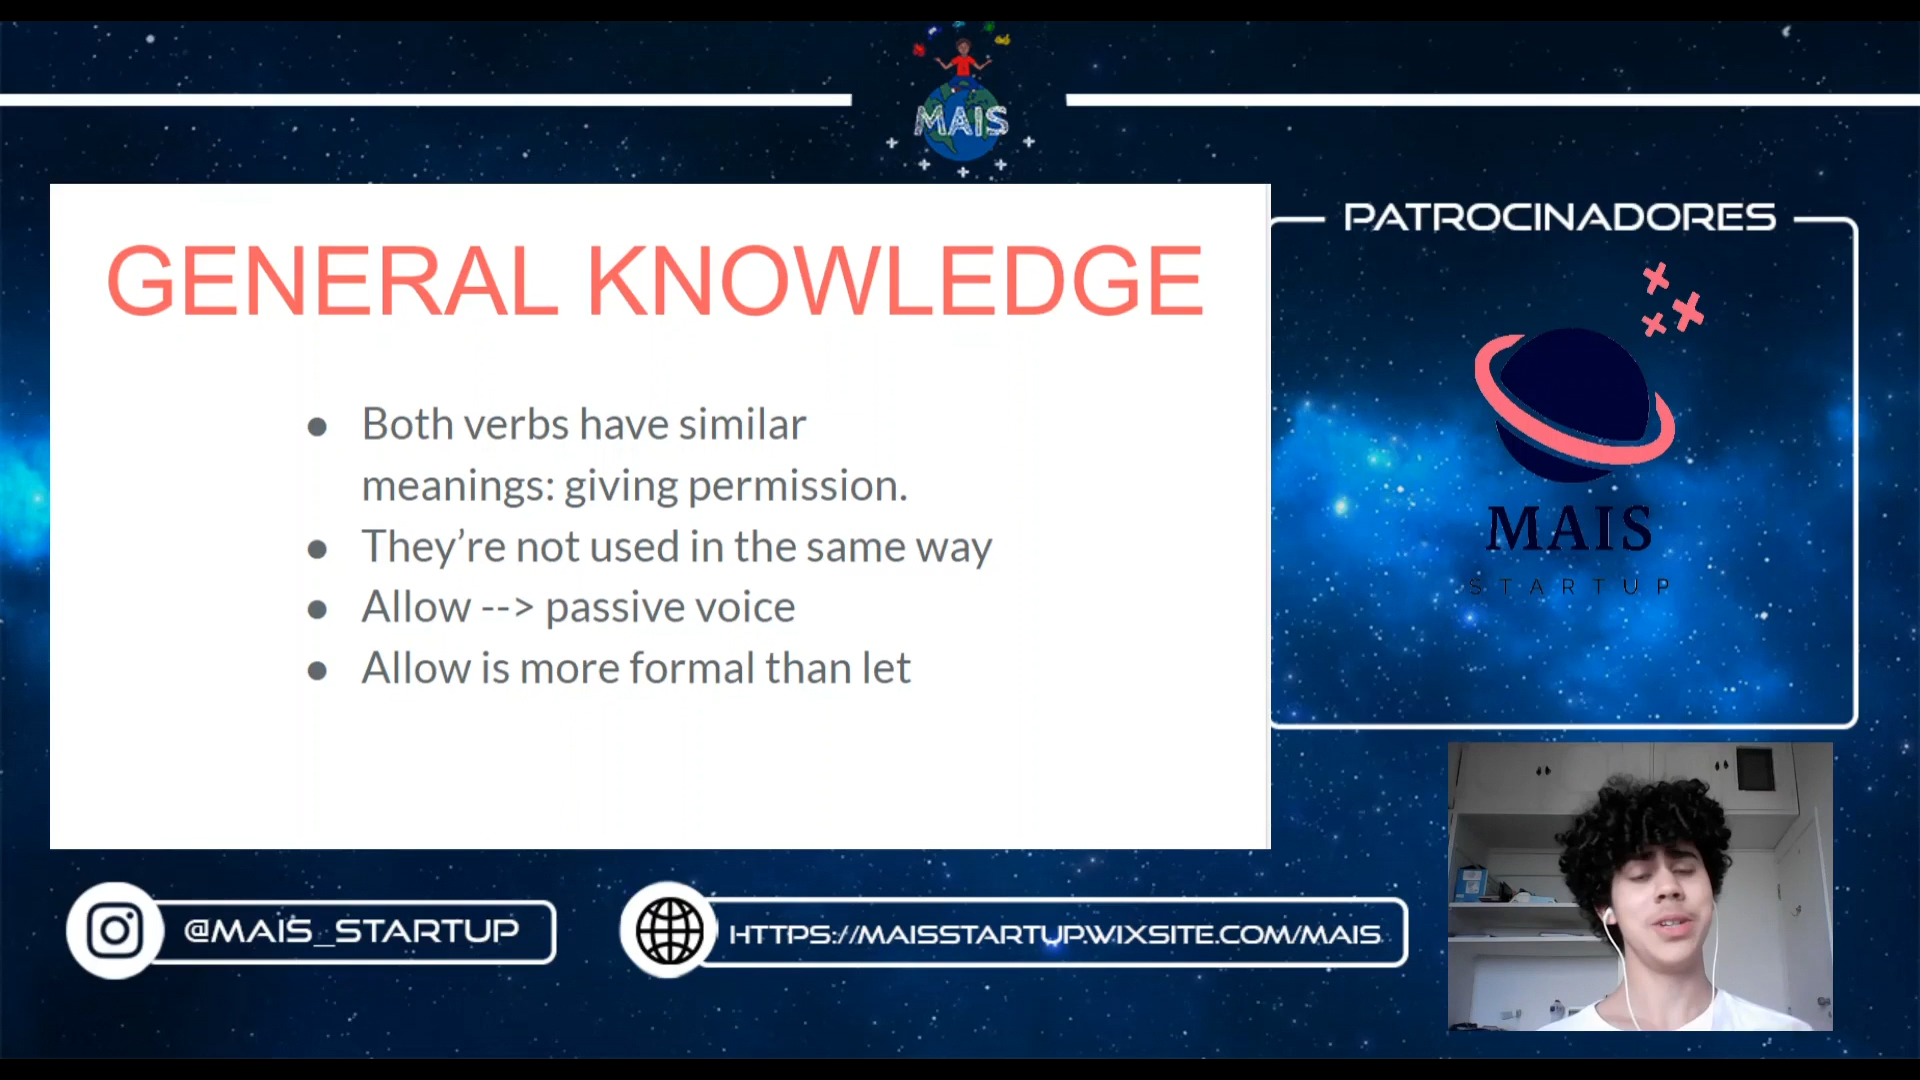 MAIS
GENERAL KNOWLEDGE
● Both verbs have similar
meanings: giving permission.
● They’re not used in the same way
● Allow --> passive voice
● Allow is more formal than let
PATROCINADORES
MAIS
STARTUP
@MAIS_STARTUP
HTTPS://MAISSTARTUP.WIXSITE.COM/MAIS